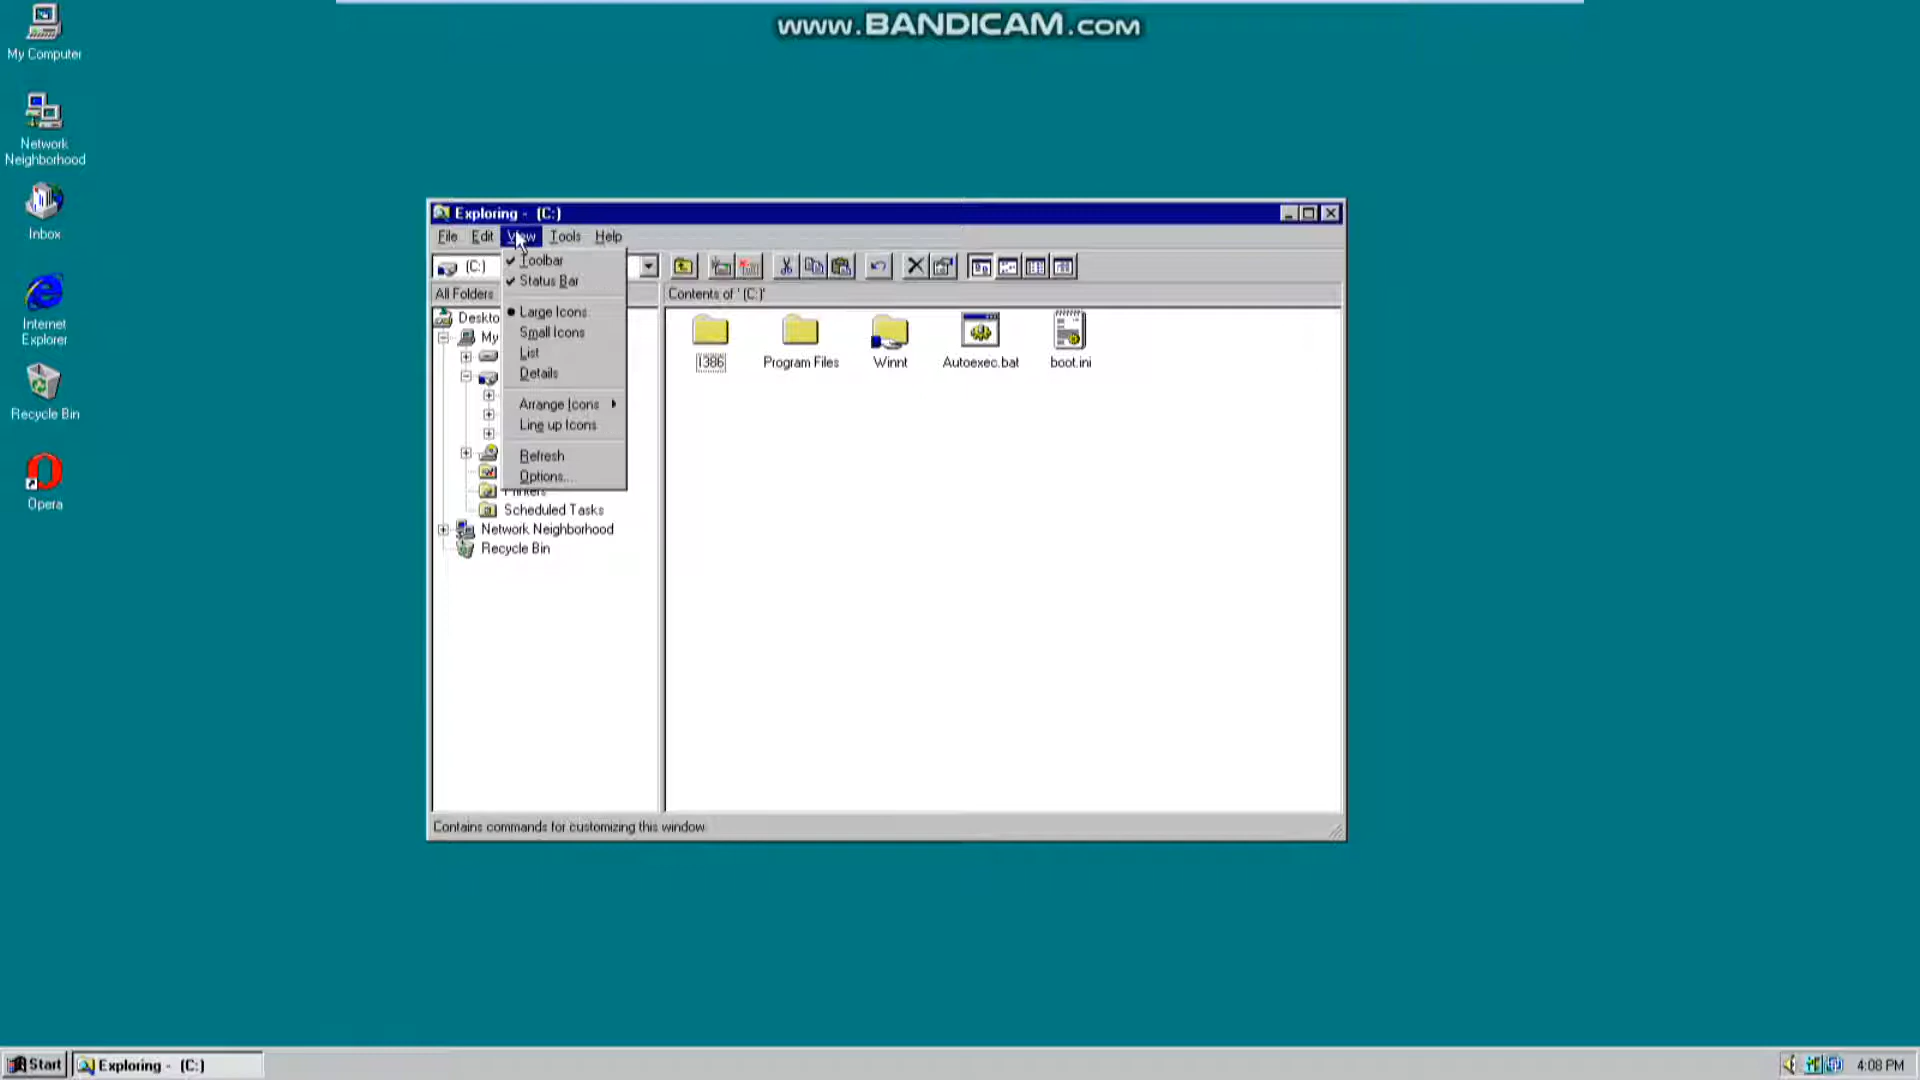 www.BANDICAM.com
My Computer
Network
Neighborhood
Inbox
Internet
Explorer
Recycle Bin
Opera
Exploring - (C:)
File Edit View Tools Help
(C:)
Toolbar
Status Bar
Large Icons
Small Icons
List
Details
Arrange Icons
Line up Icons
Refresh
Options...
All Folders
Contents of ' (C:)'
Deskto
My
Printers
Scheduled Tasks
Network Neighborhood
Recycle Bin
I386
Program Files
Winnt
Autoexec.bat
boot.ini
Contains commands for customizing this window
Start
Exploring - (C:)
4:08 PM